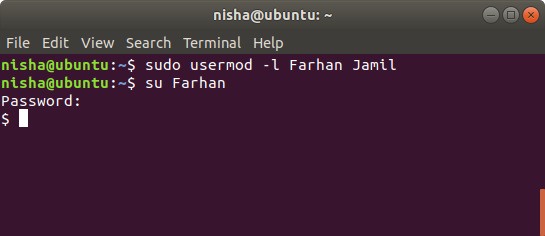 nisha@ubuntu: ~
File Edit View Search Terminal Help
nisha@ubuntu:~$ sudo usermod -l Farhan Jamil
nisha@ubuntu:~$ su Farhan
Password:
$